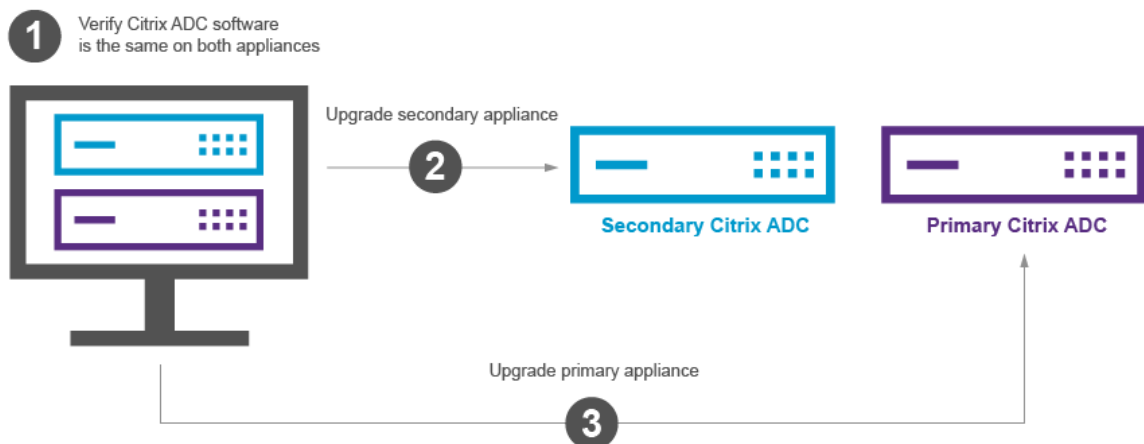 1
Verify Citrix ADC software
is the same on both appliances
Upgrade secondary appliance
2
Secondary Citrix ADC
Primary Citrix ADC
Upgrade primary appliance
3